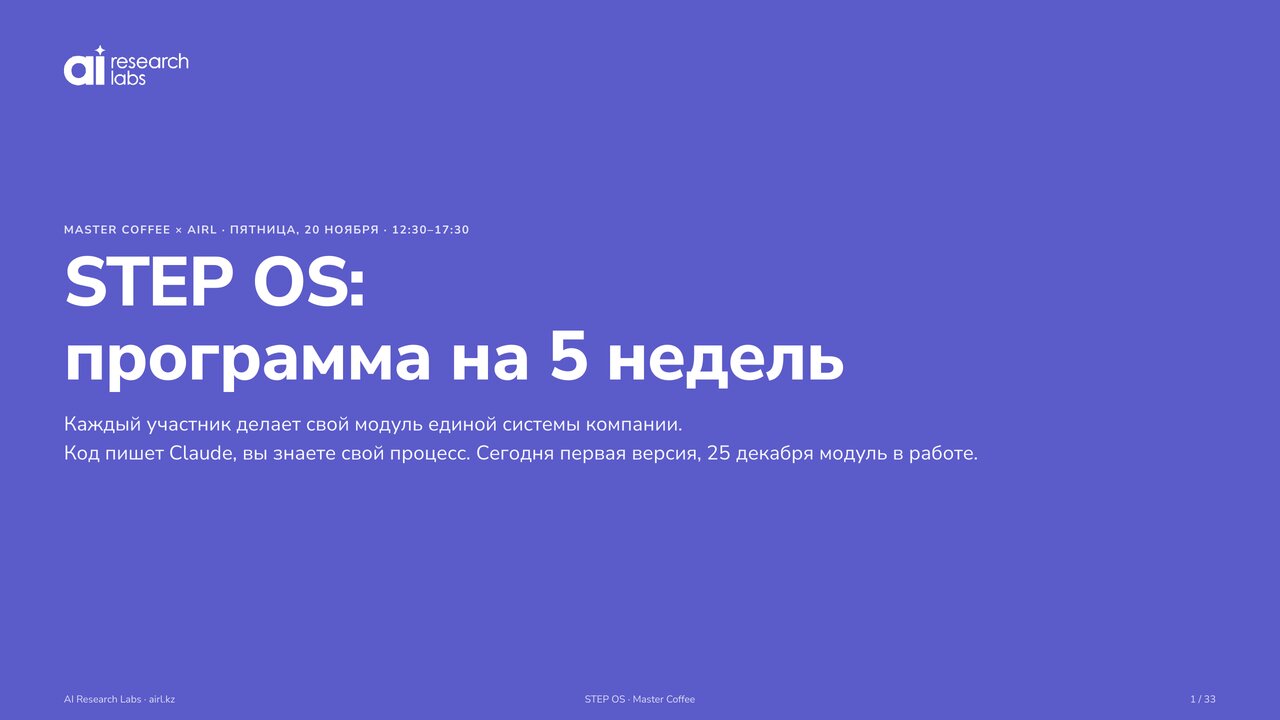 ai research
labs
MASTER COFFEE × AIRL · ПЯТНИЦА, 20 НОЯБРЯ · 12:30–17:30
STEP OS:
программа на 5 недель
Каждый участник делает свой модуль единой системы компании.
Код пишет Claude, вы знаете свой процесс. Сегодня первая версия, 25 декабря модуль в работе.
AI Research Labs · airl.kz
STEP OS · Master Coffee
1 / 33